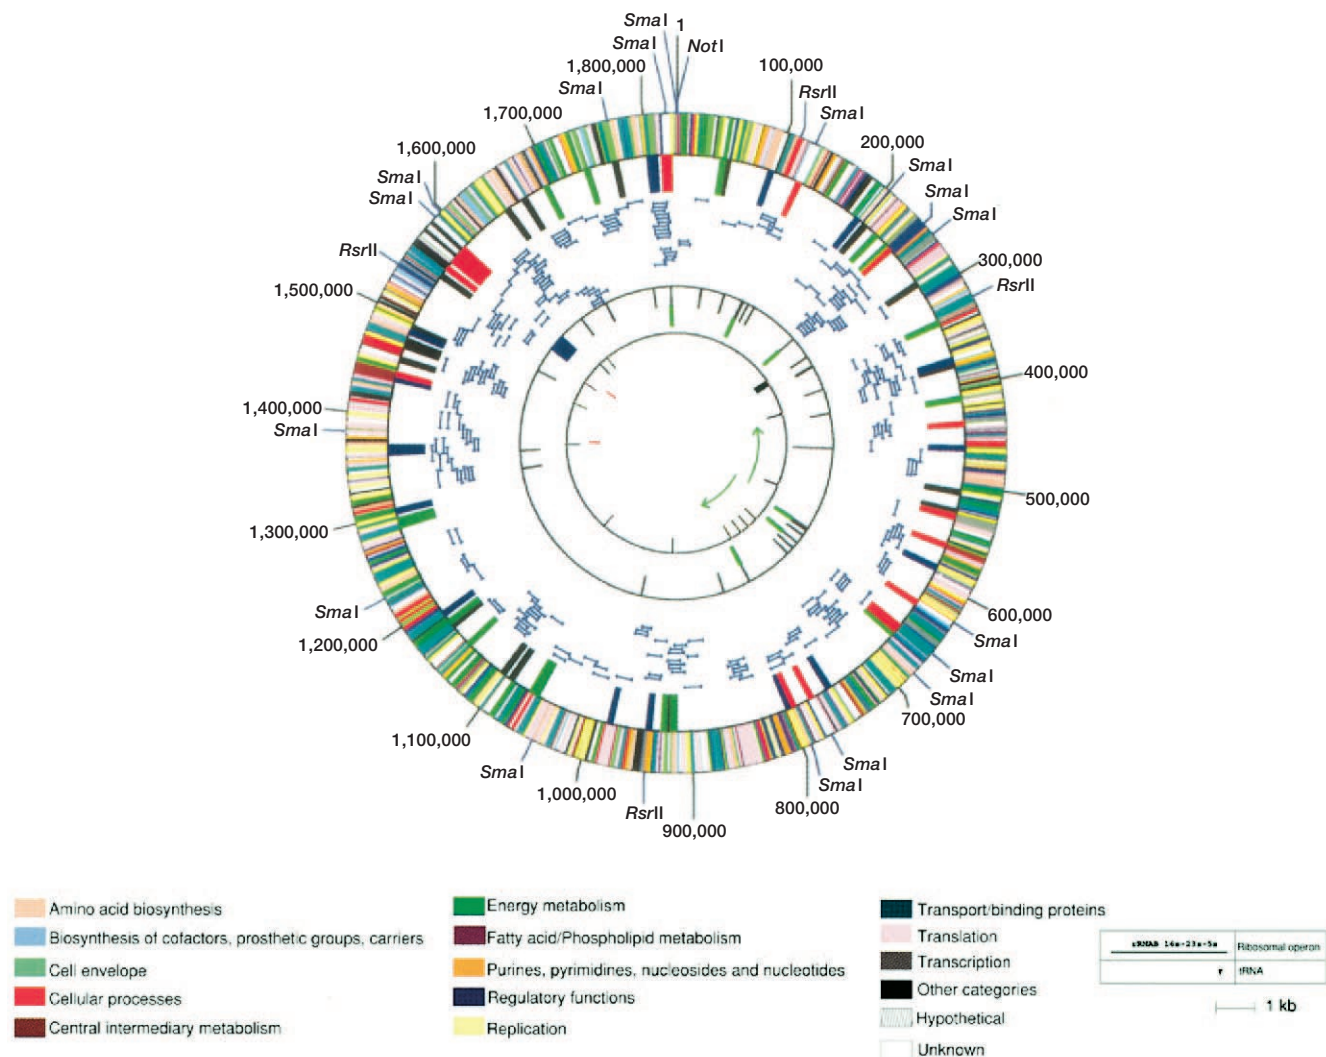 SmaI
1
SmaI
NotI
1,800,000
100,000
SmaI
RsrII
1,700,000
SmaI
200,000
1,600,000
SmaI
SmaI
SmaI
SmaI
SmaI
RsrII
300,000
RsrII
1,500,000
400,000
1,400,000
SmaI
500,000
1,300,000
SmaI
600,000
1,200,000
SmaI
SmaI
SmaI
700,000
1,100,000
SmaI
SmaI
SmaI
1,000,000
800,000
RsrII
900,000
Amino acid biosynthesis
Biosynthesis of cofactors, prosthetic groups, carriers
Cell envelope
Cellular processes
Central intermediary metabolism
Energy metabolism
Fatty acid/Phospholipid metabolism
Purines, pyrimidines, nucleosides and nucleotides
Regulatory functions
Replication
Transport/binding proteins
Translation
Transcription
Other categories
Hypothetical
Unknown
rRNAB 16s-23s-5s
Ribosomal operon
tRNA
1 kb